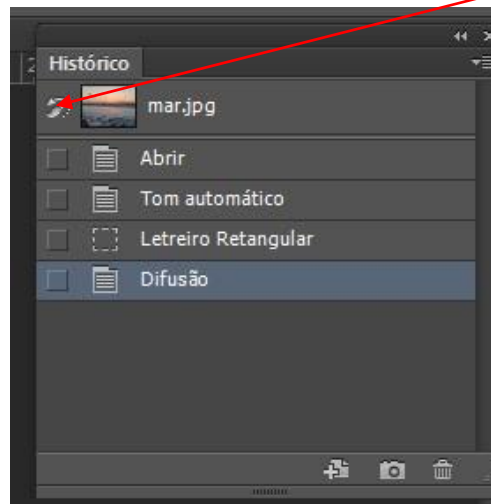 Histórico
mar.jpg
Abrir
Tom automático
Letreiro Retangular
Difusão